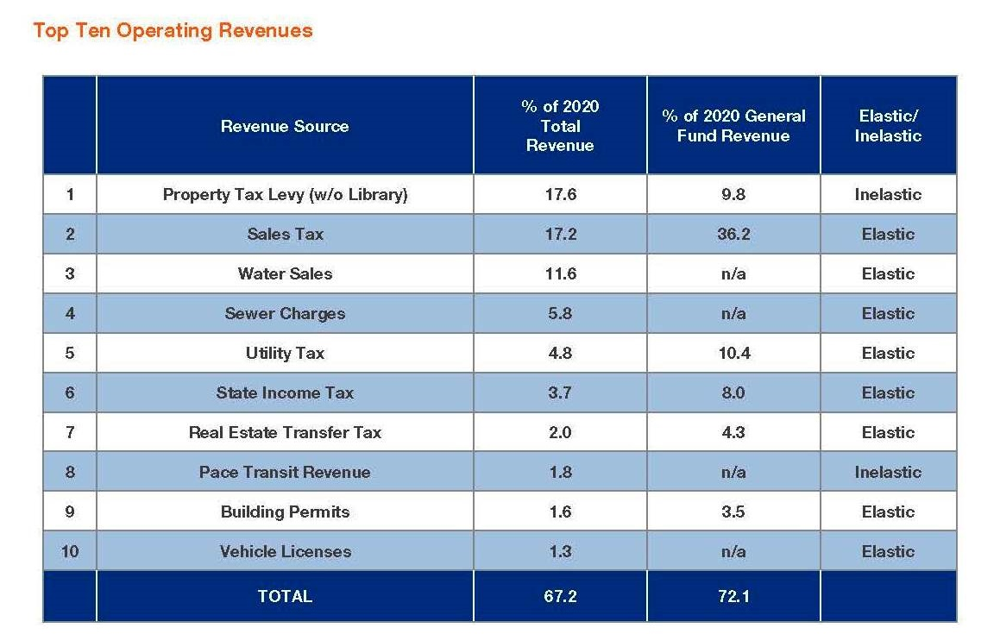 Top Ten Operating Revenues
Revenue Source
% of 2020
Total
Revenue
% of 2020 General
Fund Revenue
Elastic/
Inelastic
1 Property Tax Levy (w/o Library) 17.6 9.8 Inelastic
2 Sales Tax 17.2 36.2 Elastic
3 Water Sales 11.6 n/a Elastic
4 Sewer Charges 5.8 n/a Elastic
5 Utility Tax 4.8 10.4 Elastic
6 State Income Tax 3.7 8.0 Elastic
7 Real Estate Transfer Tax 2.0 4.3 Elastic
8 Pace Transit Revenue 1.8 n/a Inelastic
9 Building Permits 1.6 3.5 Elastic
10 Vehicle Licenses 1.3 n/a Elastic
TOTAL 67.2 72.1